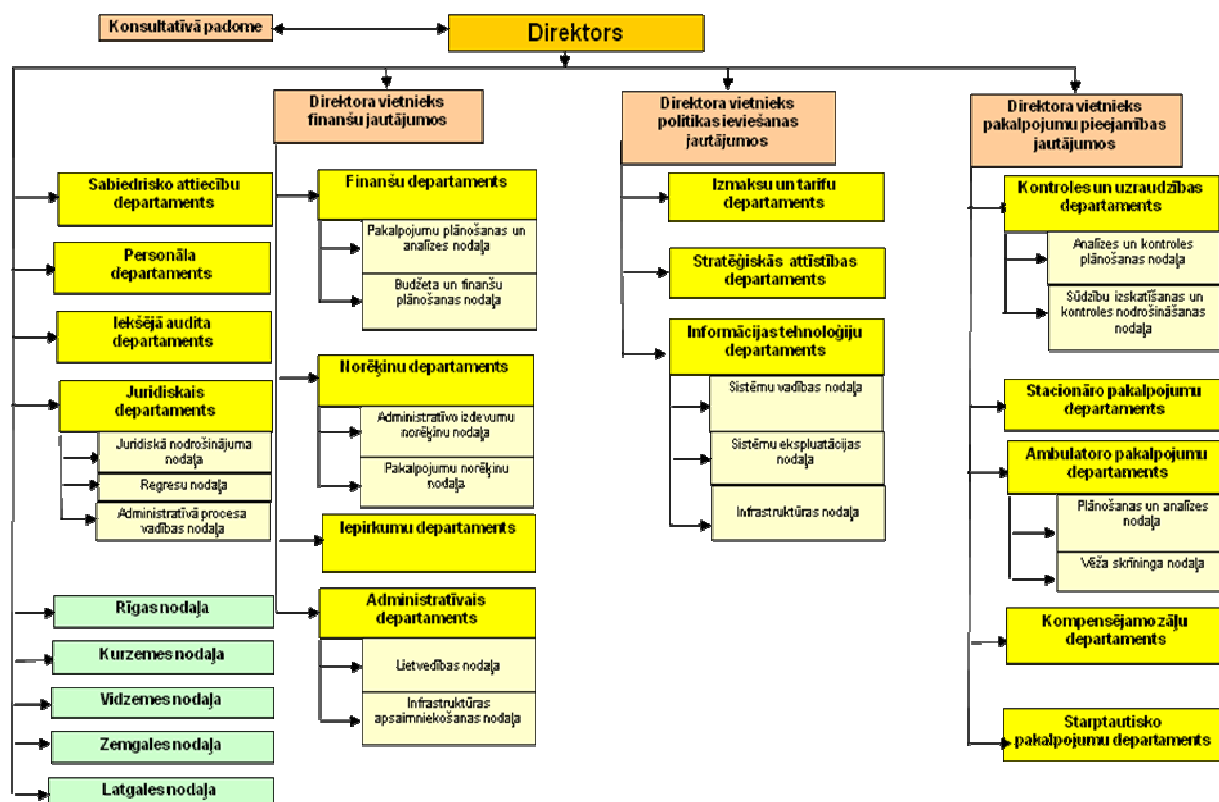 Konsultatīvā padome
Direktors
Direktora vietnieks
finanšu jautājumos
Direktora vietnieks
politikas ieviešanas
jautājumos
Direktora vietnieks
pakalpojumu pieejamības
jautājumos
Sabiedrisko attiecību
departaments
Personāla
departaments
Iekšējā audita
departaments
Juridiskais
departaments
Juridiskā nodrošinājuma
nodaļa
Regresu nodaļa
Administratīvā procesa
vadības nodaļa
Rīgas nodaļa
Kurzemes nodaļa
Vidzemes nodaļa
Zemgales nodaļa
Latgales nodaļa
Finanšu departaments
Pakalpojumu plānošanas un
analīzes nodaļa
Budžeta un finanšu
plānošanas nodaļa
Norēķinu departaments
Administratīvo izdevumu
norēķinu nodaļa
Pakalpojumu norēķinu
nodaļa
Iepirkumu departaments
Administratīvais
departaments
Lietvedības nodaļa
Infrastruktūras
apsaimniekošanas nodaļa
Izmaksu un tarifu
departaments
Stratēģiskās attīstības
departaments
Informācijas tehnoloģiju
departaments
Sistēmu vadības nodaļa
Sistēmu ekspluatācijas
nodaļa
Infrastruktūras nodaļa
Kontroles un uzraudzības
departaments
Analīzes un kontroles
plānošanas nodaļa
Sūdzību izskatīšanas un
kontroles nodrošināšanas
nodaļa
Stacionāro pakalpojumu
departaments
Ambulatoro pakalpojumu
departaments
Plānošanas un analīzes
nodaļa
Vēža skrīninga nodaļa
Kompensējamo zāļu
departaments
Starptautisko
pakalpojumu departaments